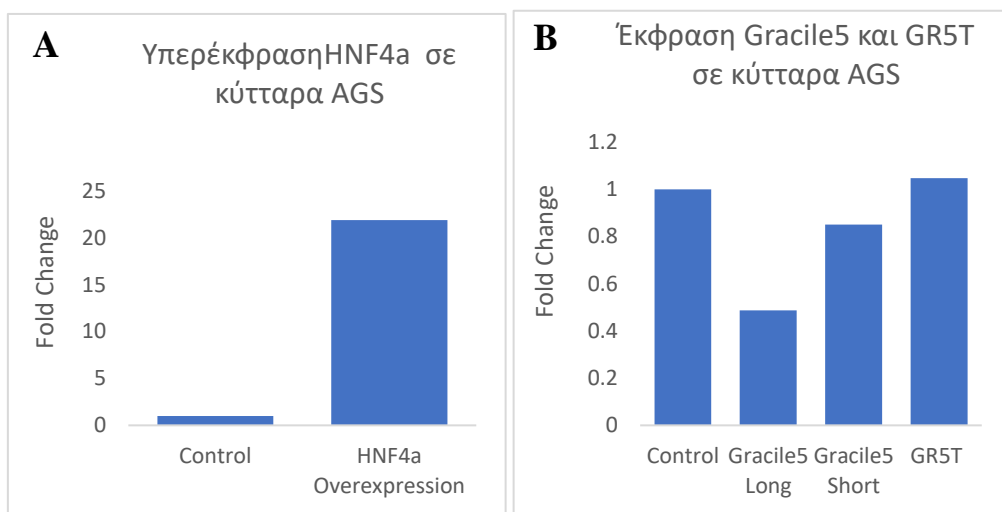 A
ΥπερέκφρασηHNF4a σε
κύτταρα AGS
Fold Change
25
20
15
10
5
0
Control
HNF4a
Overexpression
B
Έκφραση Gracile5 και GR5T
σε κύτταρα AGS
Fold Change
1.2
1
0.8
0.6
0.4
0.2
0
Control Gracile5 Gracile5 GR5T
Long Short